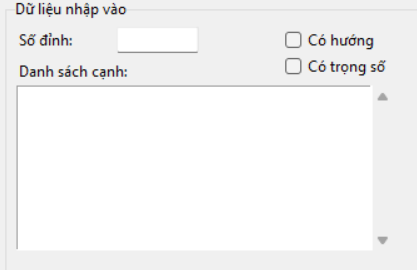 Dữ liệu nhập vào
Số đỉnh:
Có hướng
Danh sách cạnh:
Có trọng số